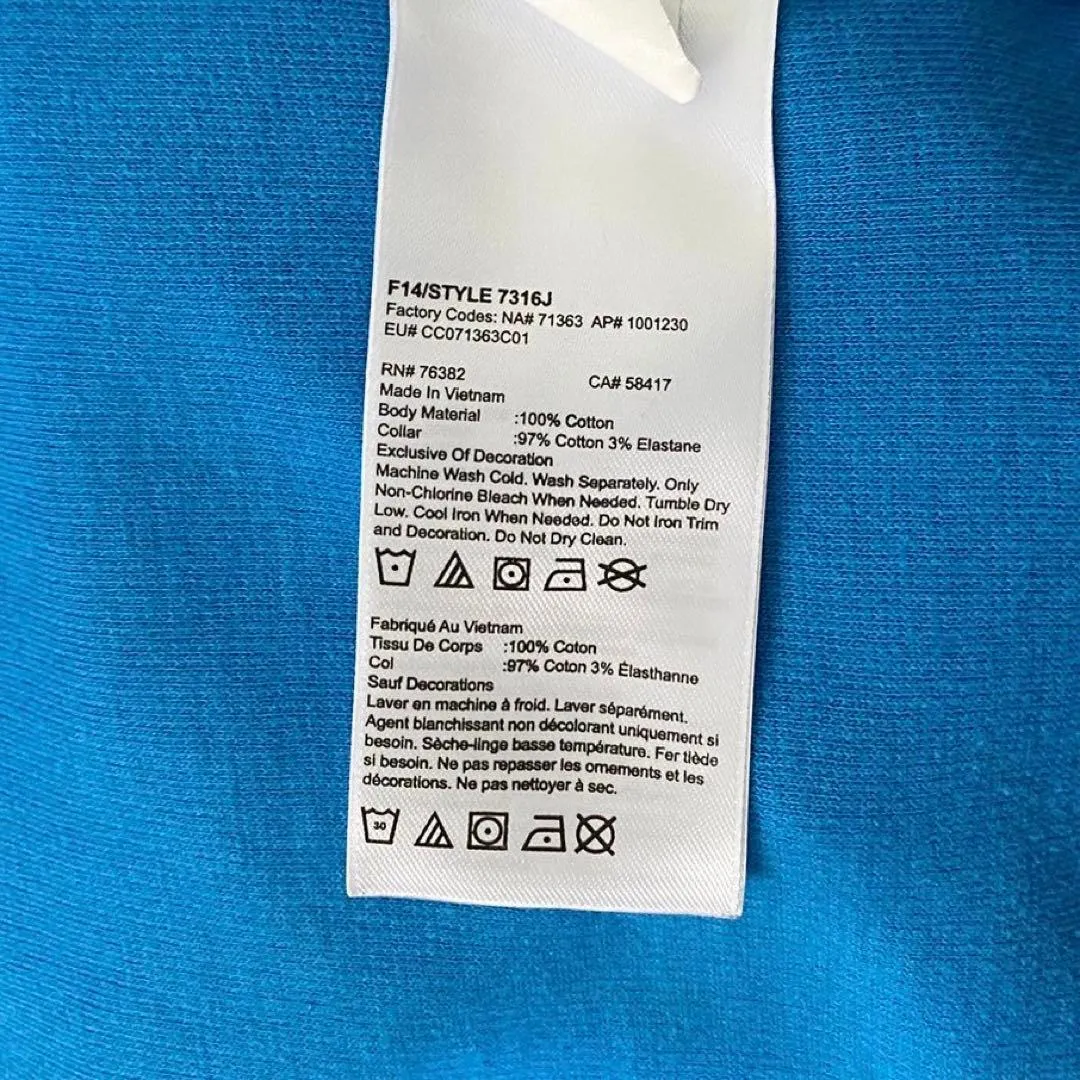 F14/STYLE 7316J
Factory Codes: NA# 71363 AP# 1001230
EU# CC071363C01
RN# 76382 CA# 58417
Made In Vietnam
Body Material :100% Cotton
Collar :97% Cotton 3% Elastane
Exclusive Of Decoration
Machine Wash Cold. Wash Separately. Only
Non-Chlorine Bleach When Needed. Tumble Dry
Low. Cool Iron When Needed. Do Not Iron Trim
and Decoration. Do Not Dry Clean.
Fabriqué Au Vietnam
Tissu De Corps :100% Coton
Col :97% Coton 3% Élasthanne
Sauf Decorations
Laver en machine à froid. Laver séparément.
Agent blanchissant non décolorant uniquement si
besoin. Sèche-linge basse température. Fer tiède
si besoin. Ne pas repasser les ornements et les
décorations. Ne pas nettoyer à sec.
30